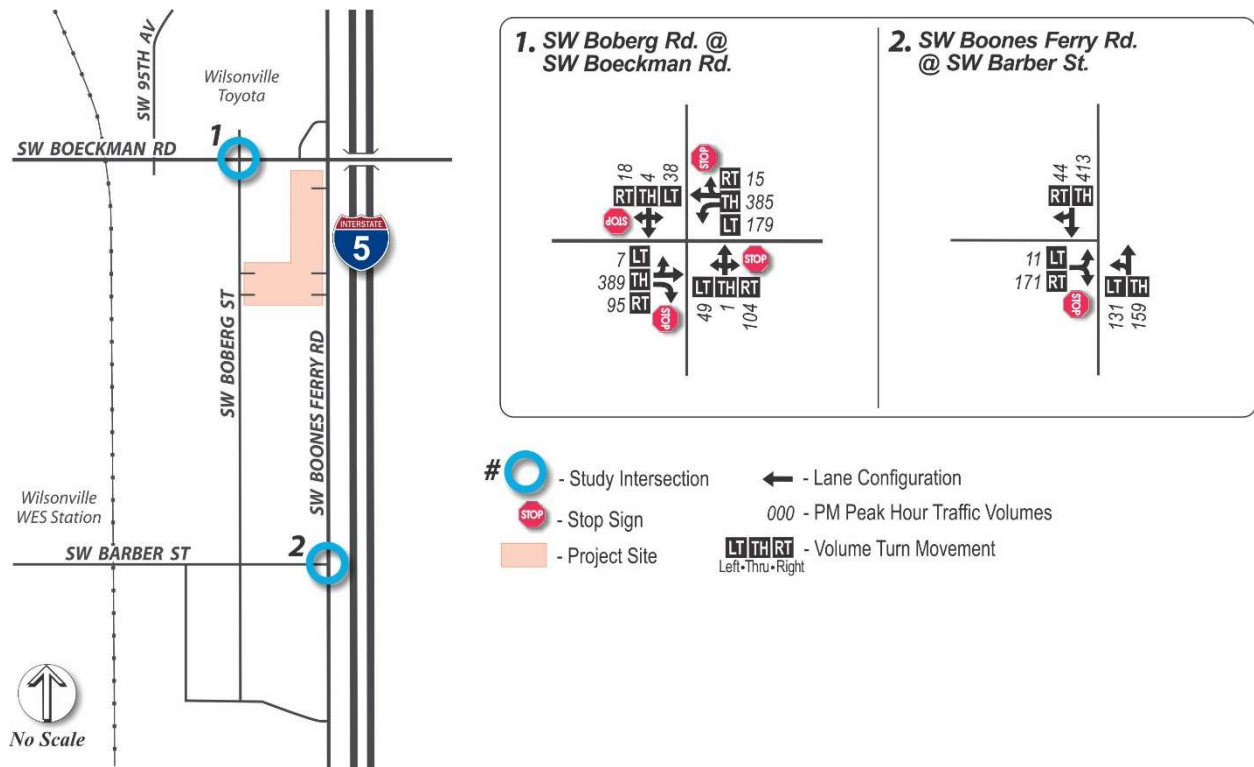 SW 95TH AV
Wilsonville
Toyota
1
SW BOECKMAN RD
INTERSTATE
5
SW BOBERG ST
SW BOONES FERRY RD
Wilsonville
WES Station
SW BARBER ST
2
No Scale
1. SW Boberg Rd. @
SW Boeckman Rd.
18 4 38
RT TH LT
STOP
STOP
RT 15
TH 385
LT 179
7 LT
389 TH
95 RT
STOP
STOP
LT TH RT
49 1 104
2. SW Boones Ferry Rd.
@ SW Barber St.
44 413
RT TH
11 LT
171 RT
STOP
LT TH
131 159
# - Study Intersection
STOP - Stop Sign
- Project Site
- Lane Configuration
000 - PM Peak Hour Traffic Volumes
LT TH RT - Volume Turn Movement
Left•Thru•Right